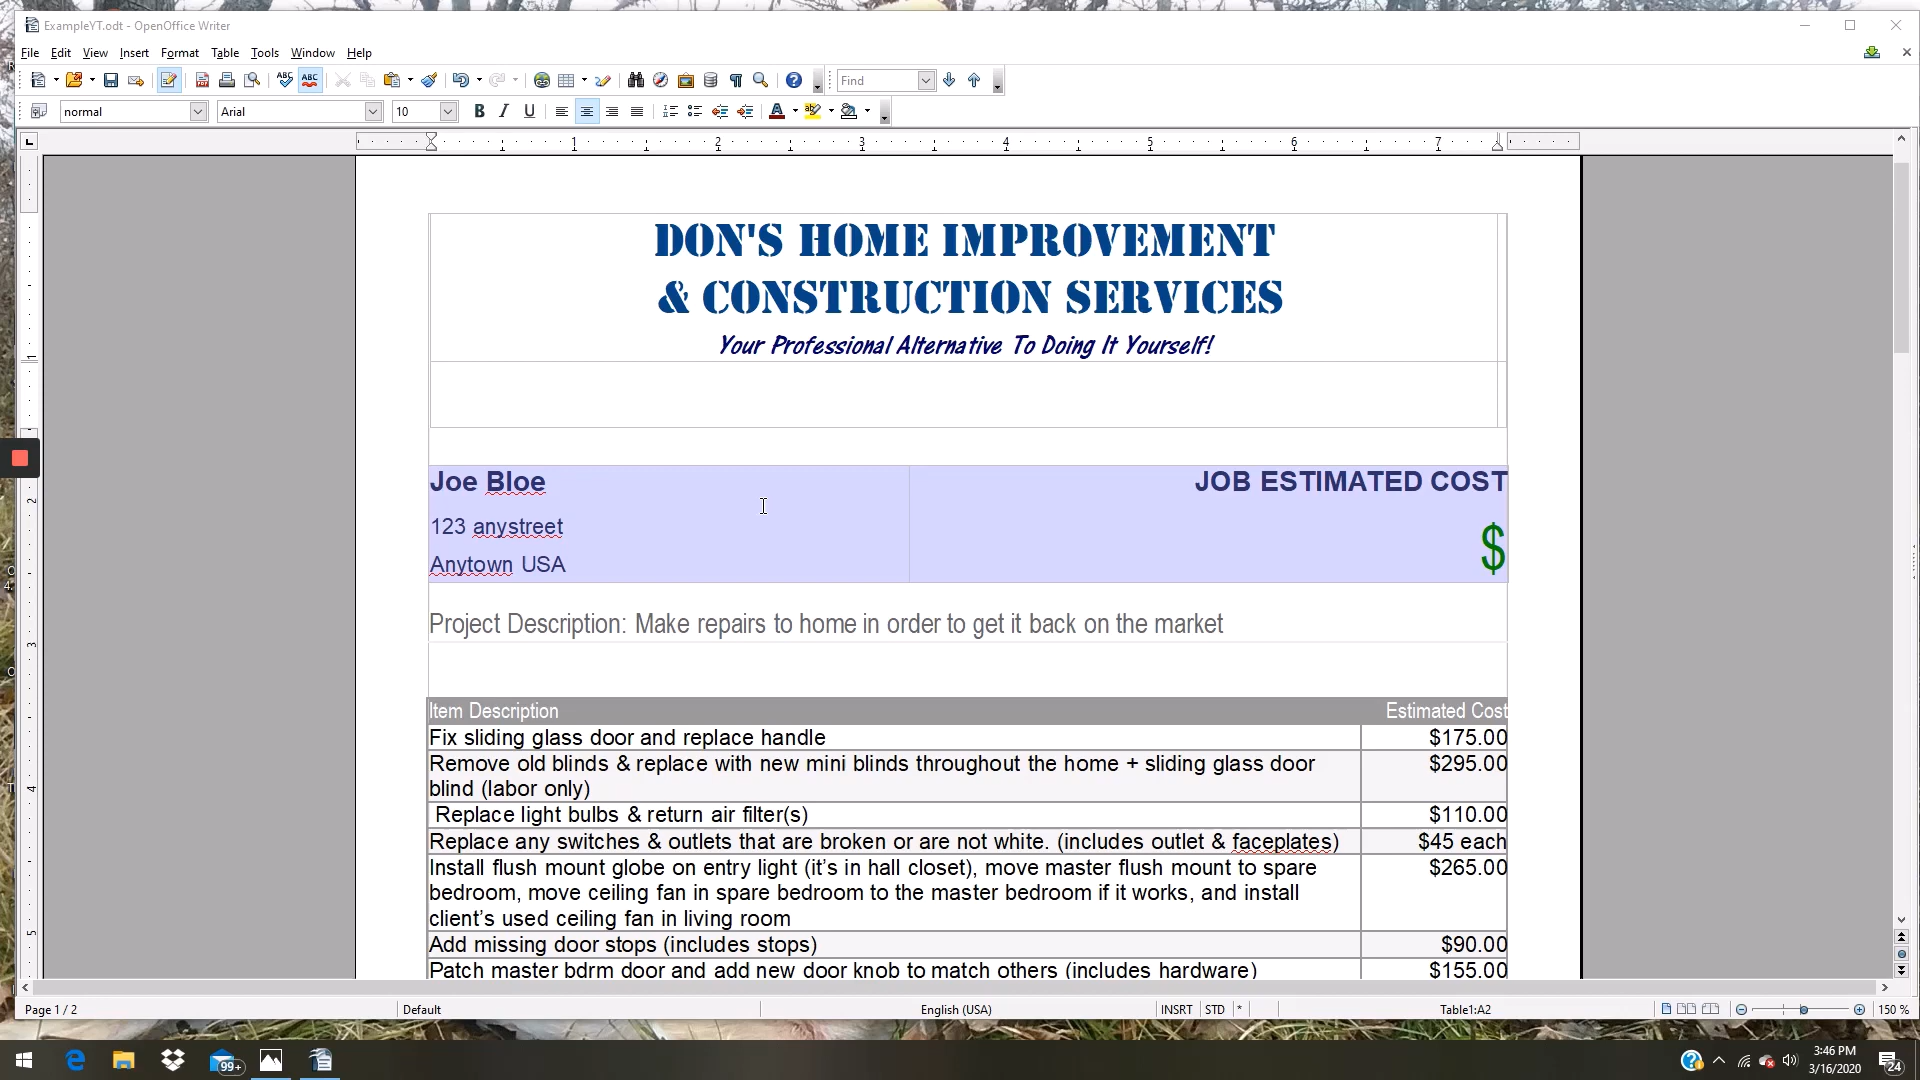 ExampleYT.odt - OpenOffice Writer
File Edit View Insert Format Table Tools Window Help
Find
normal Arial 10
1 2 3 4 5 6 7
DON'S HOME IMPROVEMENT
& CONSTRUCTION SERVICES
Your Professional Alternative To Doing It Yourself!
Joe Bloe JOB ESTIMATED COST
123 anystreet
$
Anytown USA
Project Description: Make repairs to home in order to get it back on the market
Item Description Estimated Cost
Fix sliding glass door and replace handle $175.00
Remove old blinds & replace with new mini blinds throughout the home + sliding glass door $295.00
blind (labor only)
Replace light bulbs & return air filter(s) $110.00
Replace any switches & outlets that are broken or are not white. (includes outlet & faceplates) $45 each
Install flush mount globe on entry light (it’s in hall closet), move master flush mount to spare $265.00
bedroom, move ceiling fan in spare bedroom to the master bedroom if it works, and install
client’s used ceiling fan in living room
Add missing door stops (includes stops) $90.00
Patch master bdrm door and add new door knob to match others (includes hardware) $155.00
Page 1 / 2 Default English (USA) INSRT STD * Table1:A2 150 %
99+
3:46 PM
3/16/2020
24